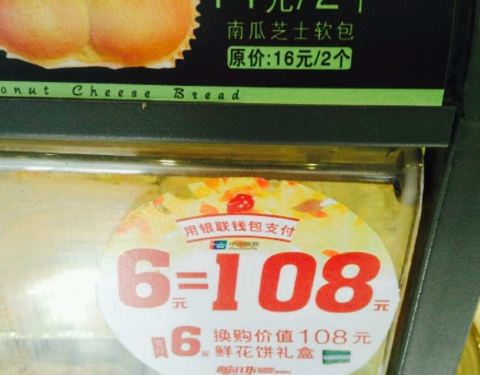 南瓜芝士软包
原价:16元/2个
onut Cheese Bread
用银联钱包支付
6元=108元
6元 换购价值108元
鲜花饼礼盒